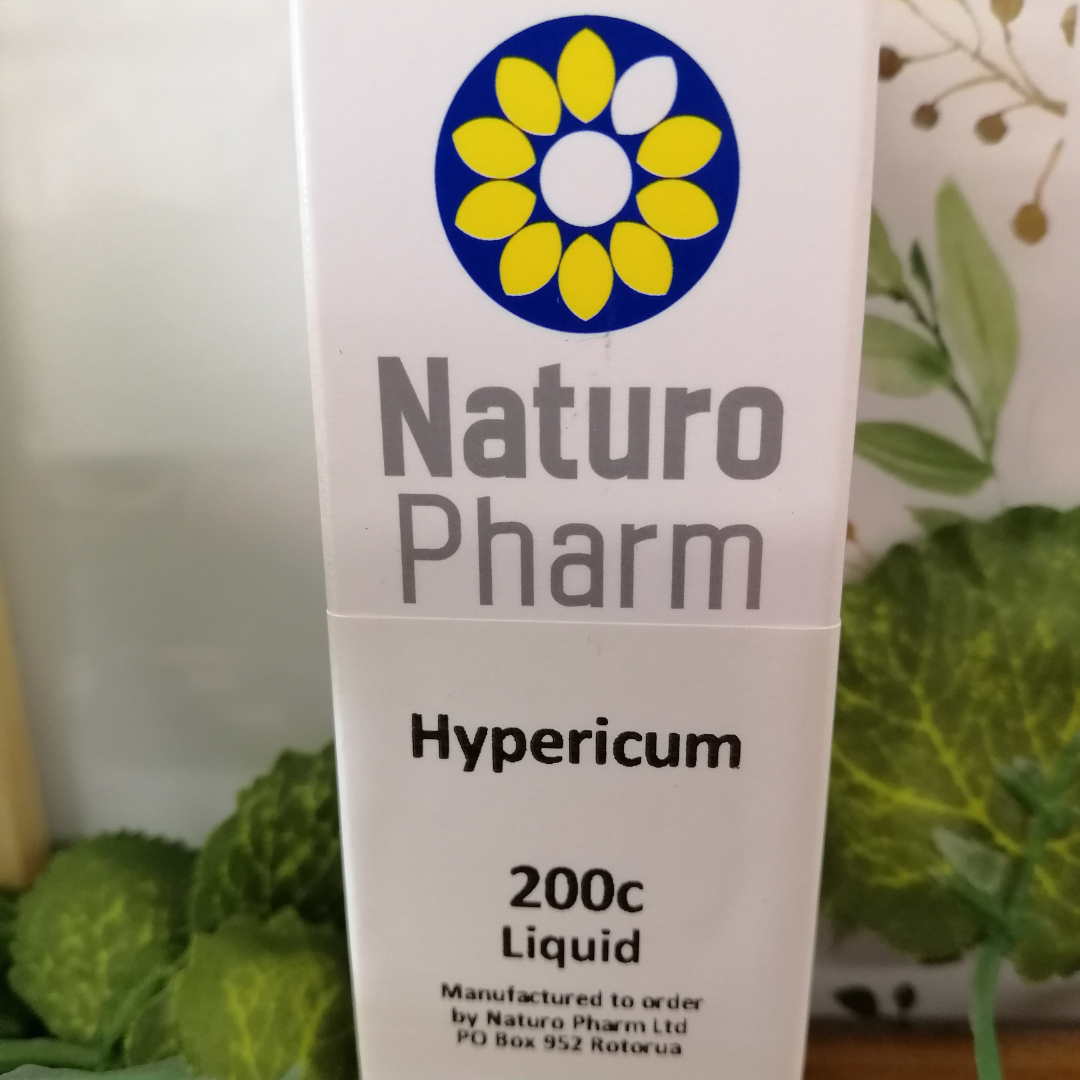 Naturo
Pharm
Hypericum
200c
Liquid
Manufactured to order
by Naturo Pharm Ltd
PO Box 952 Rotorua